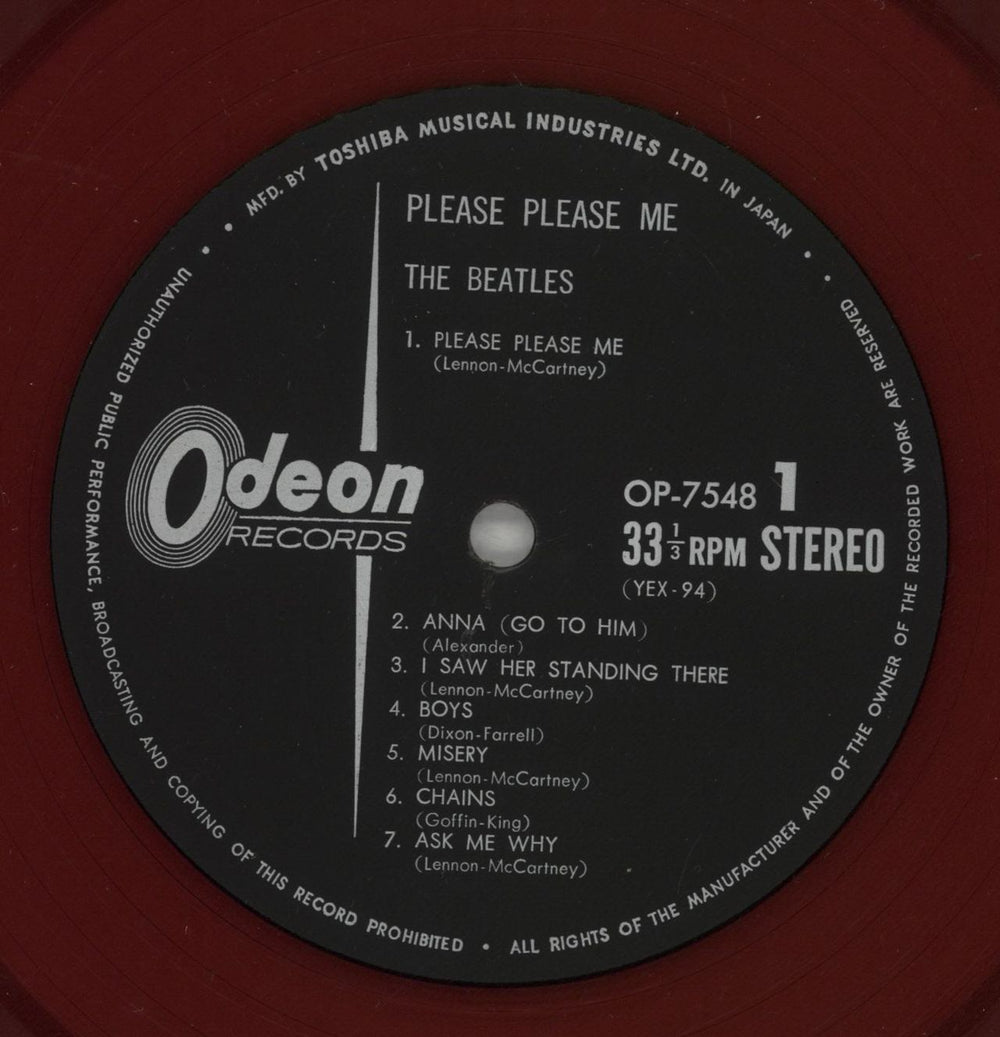 MFD. BY TOSHIBA MUSICAL INDUSTRIES LTD. IN JAPAN
PLEASE PLEASE ME
THE BEATLES
1. PLEASE PLEASE ME
(Lennon-McCartney)
Odeon
RECORDS
OP-7548 1
33 1/3 RPM STEREO
(YEX-94)
2. ANNA (GO TO HIM)
(Alexander)
3. I SAW HER STANDING THERE
(Lennon-McCartney)
4. BOYS
(Dixon-Farrell)
5. MISERY
(Lennon-McCartney)
6. CHAINS
(Goffin-King)
7. ASK ME WHY
(Lennon-McCartney)
UNAUTHORIZED PUBLIC PERFORMANCE, BROADCASTING AND COPYING OF THIS RECORD PROHIBITED • ALL RIGHTS OF THE MANUFACTURER AND OF THE OWNER OF THE RECORDED WORK ARE RESERVED